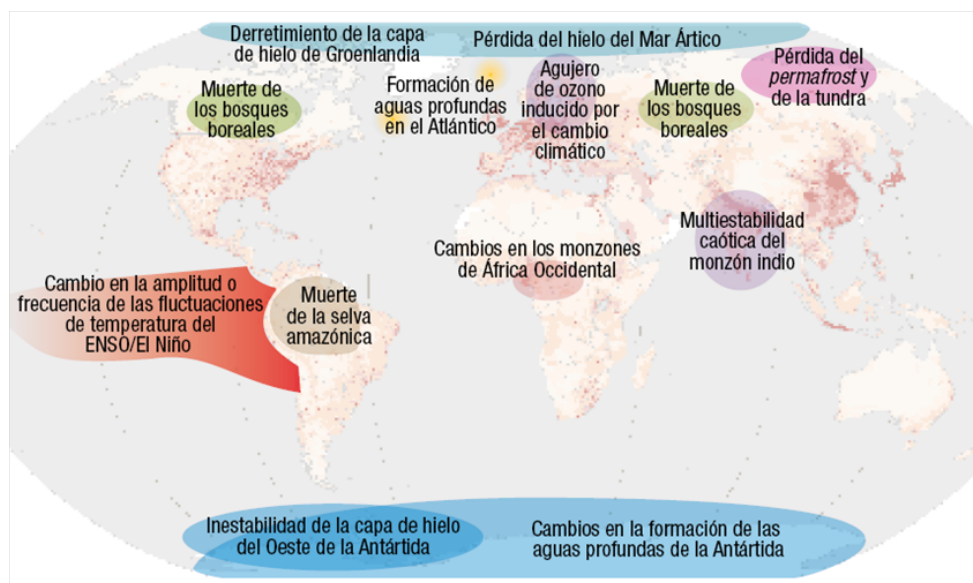 Derretimiento de la capa
de hielo de Groenlandia
Pérdida del hielo del Mar Ártico
Muerte de
los bosques
boreales
Formación de
aguas profundas
en el Atlántico
Agujero
de ozono
inducido por
el cambio
climático
Muerte de
los bosques
boreales
Pérdida del
permafrost y
de la tundra
Cambios en los monzones
de África Occidental
Multiestabilidad
caótica del
monzón indio
Cambio en la amplitud o
frecuencia de las fluctuaciones
de temperatura del
ENSO/El Niño
Muerte
de la selva
amazónica
Inestabilidad de la capa de hielo
del Oeste de la Antártida
Cambios en la formación de las
aguas profundas de la Antártida